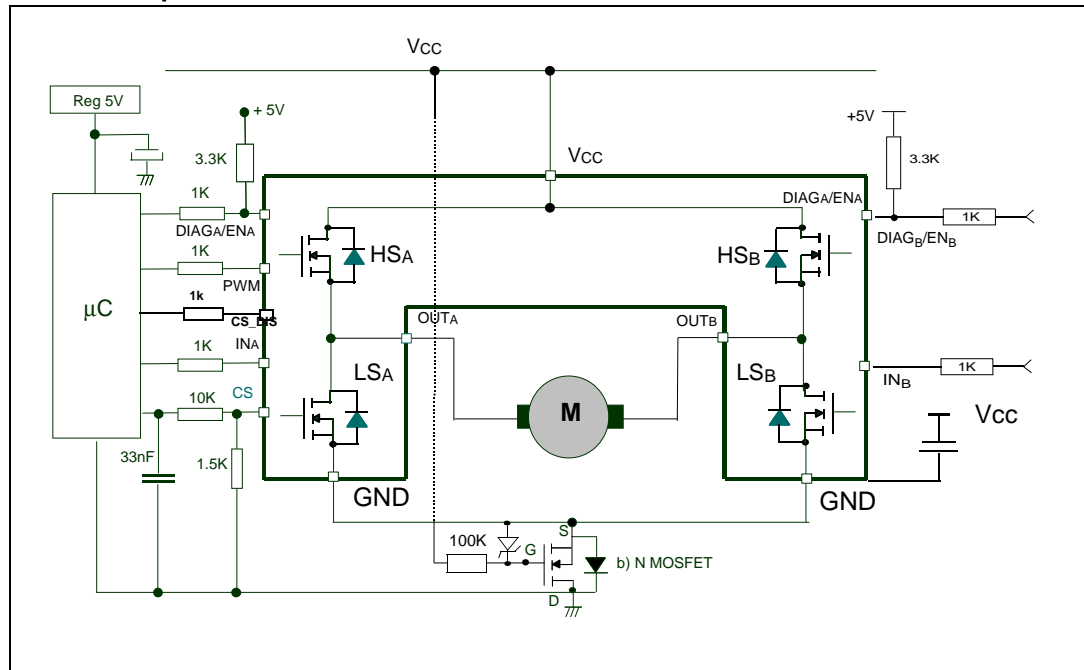 Vcc
Reg 5V
+ 5V
+5V
3.3K
3.3K
Vcc
1K
DIAGA/ENA
DIAGA/ENA
1K
DIAGB/ENB
HSA
HSB
1K
PWM
µC
1k
CS_DIS
OUTA
OUTB
1K
INA
LSA
LSB
1K
INB
M
CS
10K
Vcc
33nF
1.5K
GND
GND
100K
G
S
b) N MOSFET
D